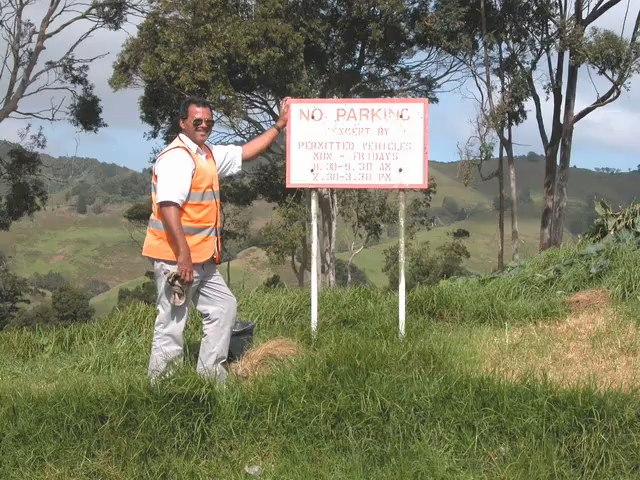 NO PARKING
EXCEPT BY
PERMITTED VEHICLES
MON - FRIDAYS
8.30-9.30 AM
2.30-3.30 PM